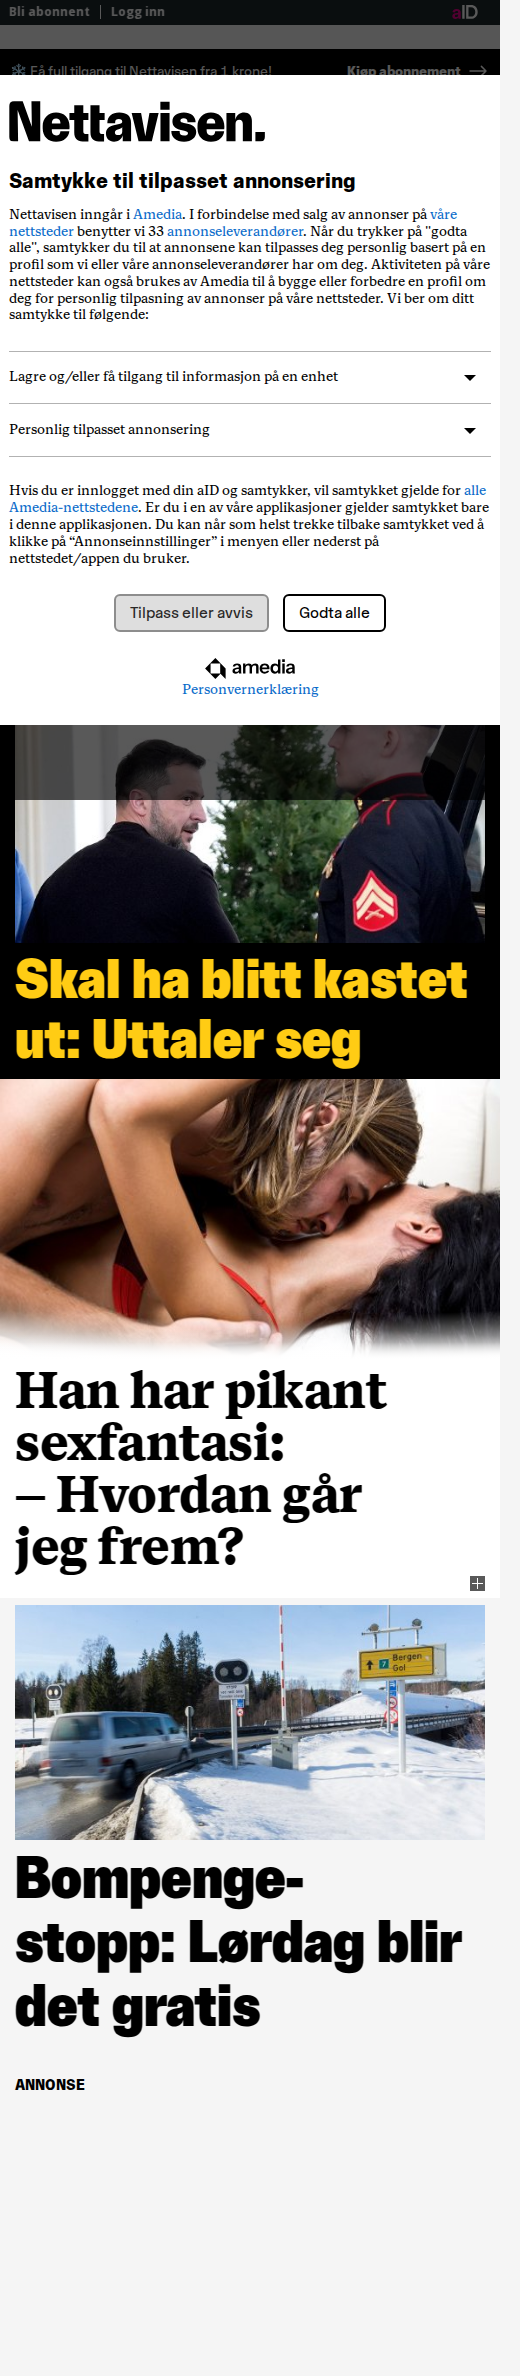 Bli abonnent | Logg inn
aID
Få full tilgang til Nettavisen fra 1 krone!
Kjøp abonnement
Nettavisen.
Samtykke til tilpasset annonsering
Nettavisen inngår i Amedia. I forbindelse med salg av annonser på våre
nettsteder benytter vi 33 annonseleverandører. Når du trykker på "godta
alle", samtykker du til at annonsene kan tilpasses deg personlig basert på en
profil som vi eller våre annonseleverandører har om deg. Aktiviteten på våre
nettsteder kan også brukes av Amedia til å bygge eller forbedre en profil om
deg for personlig tilpasning av annonser på våre nettsteder. Vi ber om ditt
samtykke til følgende:
Lagre og/eller få tilgang til informasjon på en enhet
Personlig tilpasset annonsering
Hvis du er innlogget med din aID og samtykker, vil samtykket gjelde for alle
Amedia-nettstedene. Er du i en av våre applikasjoner gjelder samtykket bare
i denne applikasjonen. Du kan når som helst trekke tilbake samtykket ved å
klikke på “Annonseinnstillinger” i menyen eller nederst på
nettstedet/appen du bruker.
Tilpass eller avvis
Godta alle
amedia
Personvernerklæring
Skal ha blitt kastet
ut: Uttaler seg
Han har pikant
sexfantasi:
– Hvordan går
jeg frem?
7 Bergen
Gol
Bompenge-
stopp: Lørdag blir
det gratis
ANNONSE